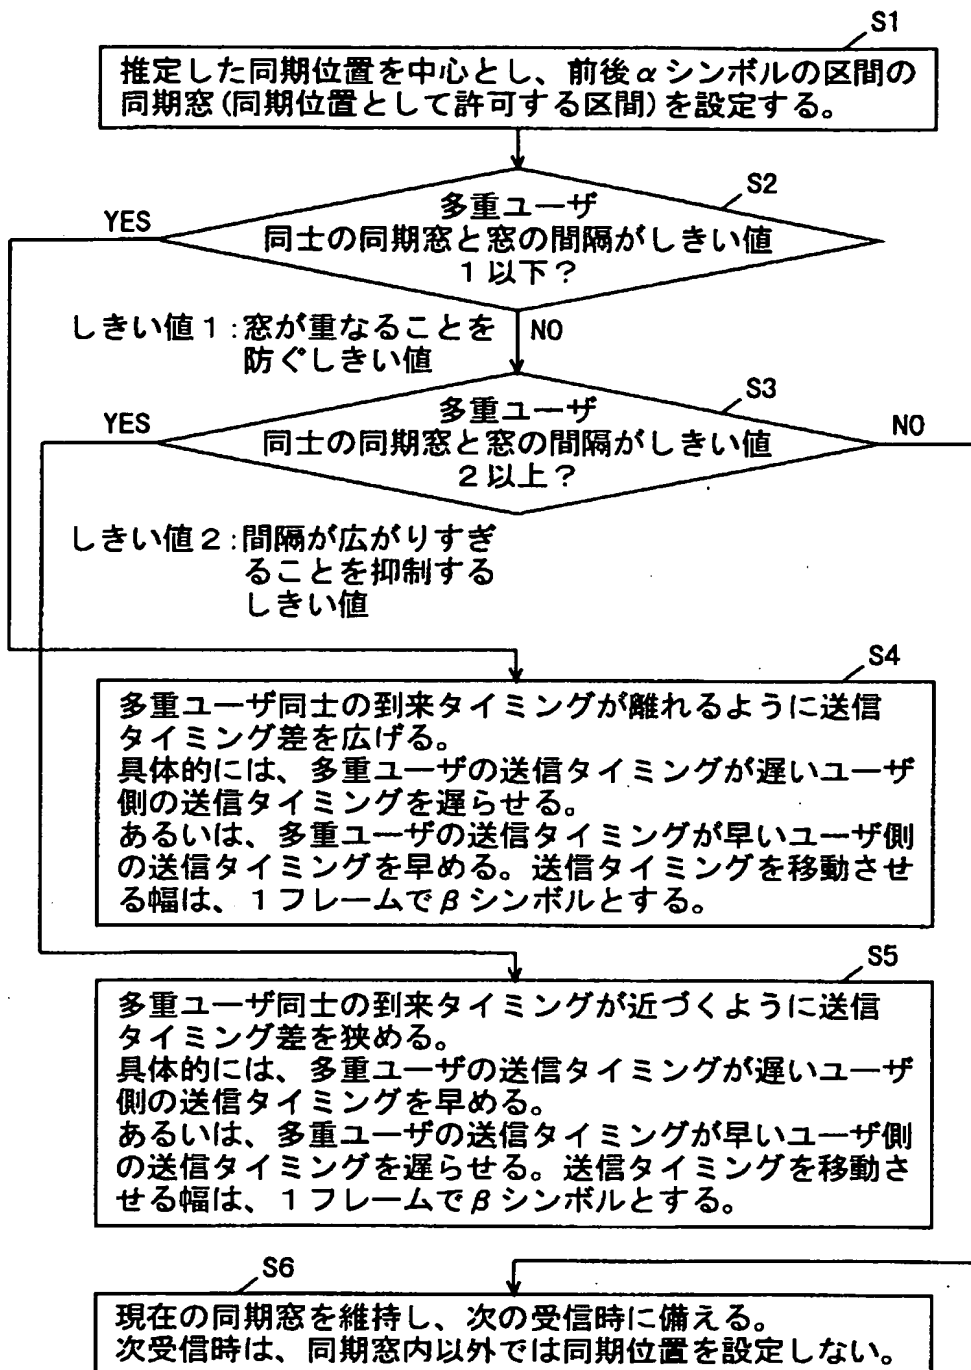 S1
推定した同期位置を中心とし、前後αシンボルの区間の
同期窓(同期位置として許可する区間)を設定する。
S2
YES
多重ユーザ
同士の同期窓と窓の間隔がしきい値
1以下?
しきい値1:窓が重なることを
防ぐしきい値
NO
S3
YES
多重ユーザ
同士の同期窓と窓の間隔がしきい値
2以上?
NO
しきい値2:間隔が広がりすぎ
ることを抑制する
しきい値
S4
多重ユーザ同士の到来タイミングが離れるように送信
タイミング差を広げる。
具体的には、多重ユーザの送信タイミングが遅いユーザ
側の送信タイミングを遅らせる。
あるいは、多重ユーザの送信タイミングが早いユーザ側
の送信タイミングを早める。送信タイミングを移動させ
る幅は、1フレームでβシンボルとする。
S5
多重ユーザ同士の到来タイミングが近づくように送信
タイミング差を狭める。
具体的には、多重ユーザの送信タイミングが遅いユーザ
側の送信タイミングを早める。
あるいは、多重ユーザの送信タイミングが早いユーザ側
の送信タイミングを遅らせる。送信タイミングを移動さ
せる幅は、1フレームでβシンボルとする。
S6
現在の同期窓を維持し、次の受信時に備える。
次受信時は、同期窓内以外では同期位置を設定しない。